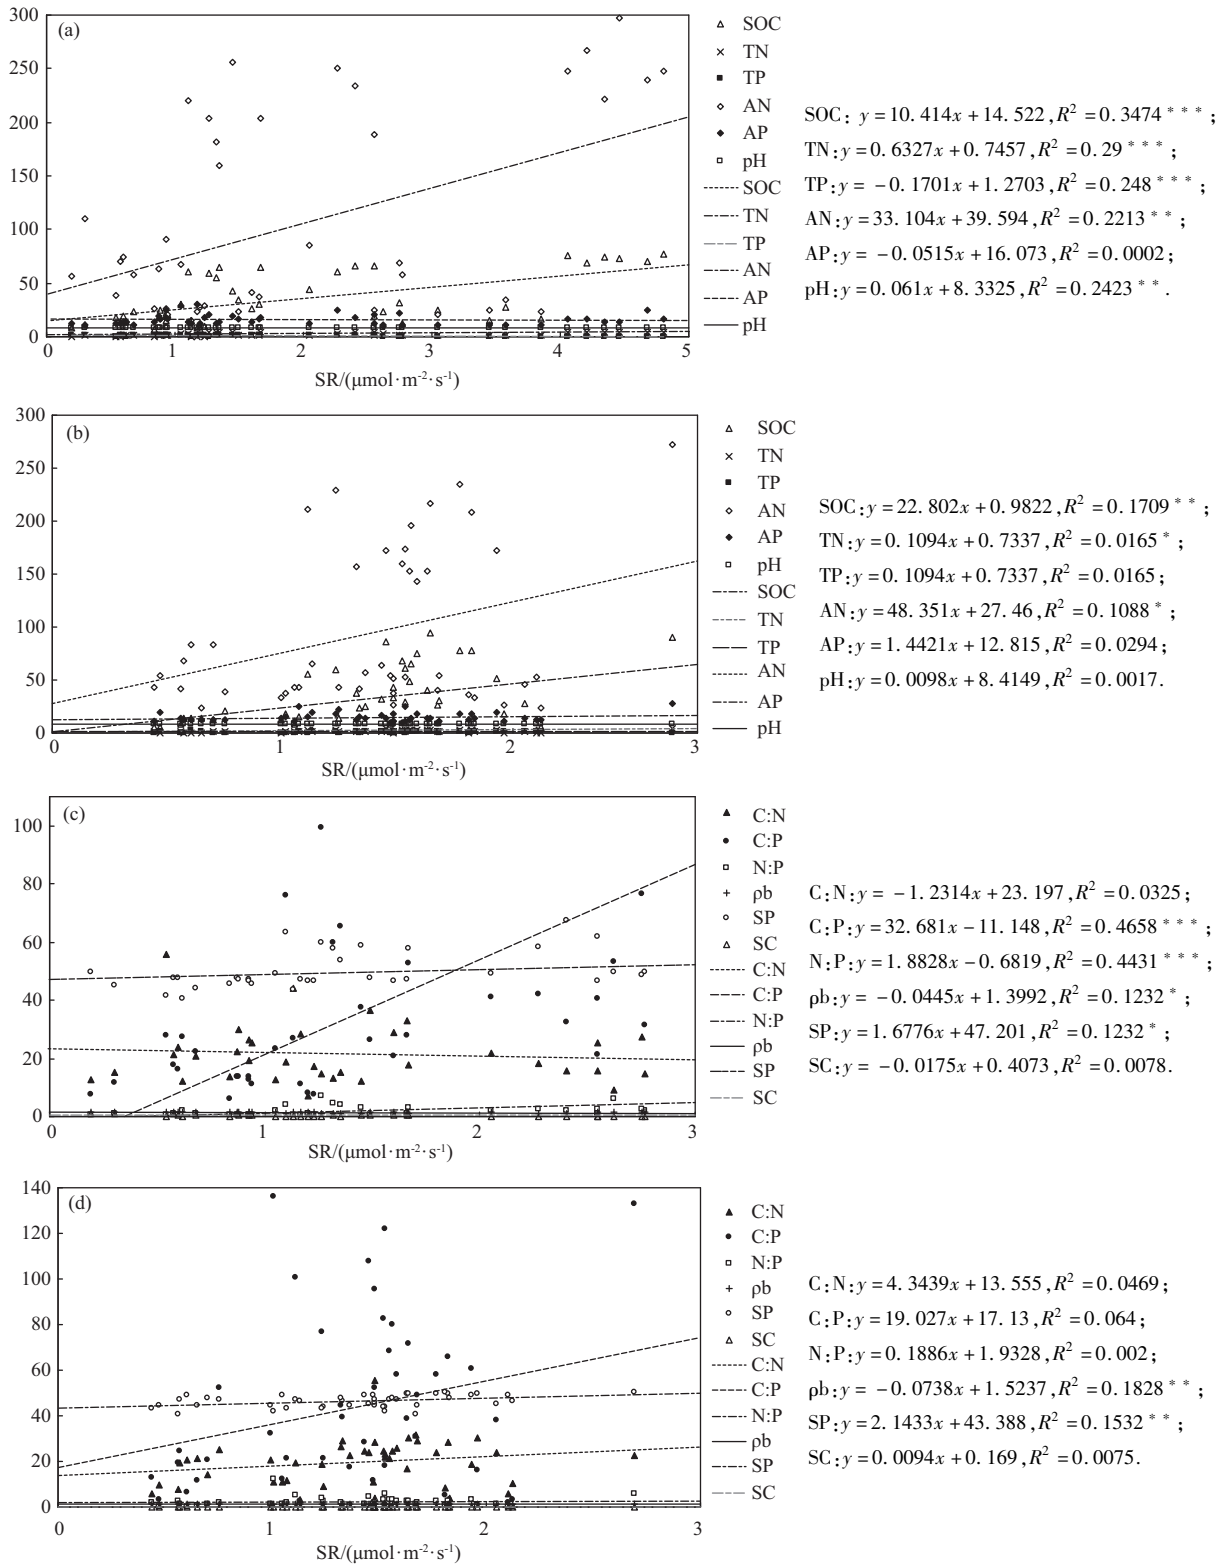 300
250
200
150
100
50
0
(a)
0 1 2 3 4 5
SR/(μmol·m⁻²·s⁻¹)
SOC
TN
TP
AN
AP
pH
SOC
TN
TP
AN
AP
pH
SOC: y=10.414x+14.522,R²=0.3474***;
TN:y=0.6327x+0.7457,R²=0.29***;
TP:y=-0.1701x+1.2703,R²=0.248***;
AN:y=33.104x+39.594,R²=0.2213**;
AP:y=-0.0515x+16.073,R²=0.0002;
pH:y=0.061x+8.3325,R²=0.2423**.
300
250
200
150
100
50
0
(b)
0 1 2 3
SR/(μmol·m⁻²·s⁻¹)
SOC
TN
TP
AN
AP
pH
SOC
TN
TP
AN
AP
pH
SOC:y=22.802x+0.9822,R²=0.1709**;
TN:y=0.1094x+0.7337,R²=0.0165*;
TP:y=0.1094x+0.7337,R²=0.0165;
AN:y=48.351x+27.46,R²=0.1088*;
AP:y=1.4421x+12.815,R²=0.0294;
pH:y=0.0098x+8.4149,R²=0.0017.
100
80
60
40
20
0
(c)
0 1 2 3
SR/(μmol·m⁻²·s⁻¹)
C:N
C:P
N:P
ρb
SP
SC
C:N
C:P
N:P
ρb
SP
SC
C:N:y=-1.2314x+23.197,R²=0.0325;
C:P:y=32.681x-11.148,R²=0.4658***;
N:P:y=1.8828x-0.6819,R²=0.4431***;
ρb:y=-0.0445x+1.3992,R²=0.1232*;
SP:y=1.6776x+47.201,R²=0.1232*;
SC:y=-0.0175x+0.4073,R²=0.0078.
140
120
100
80
60
40
20
0
(d)
0 1 2 3
SR/(μmol·m⁻²·s⁻¹)
C:N
C:P
N:P
ρb
SP
SC
C:N
C:P
N:P
ρb
SP
SC
C:N:y=4.3439x+13.555,R²=0.0469;
C:P:y=19.027x+17.13,R²=0.064;
N:P:y=0.1886x+1.9328,R²=0.002;
ρb:y=-0.0738x+1.5237,R²=0.1828**;
SP:y=2.1433x+43.388,R²=0.1532**;
SC:y=0.0094x+0.169,R²=0.0075.